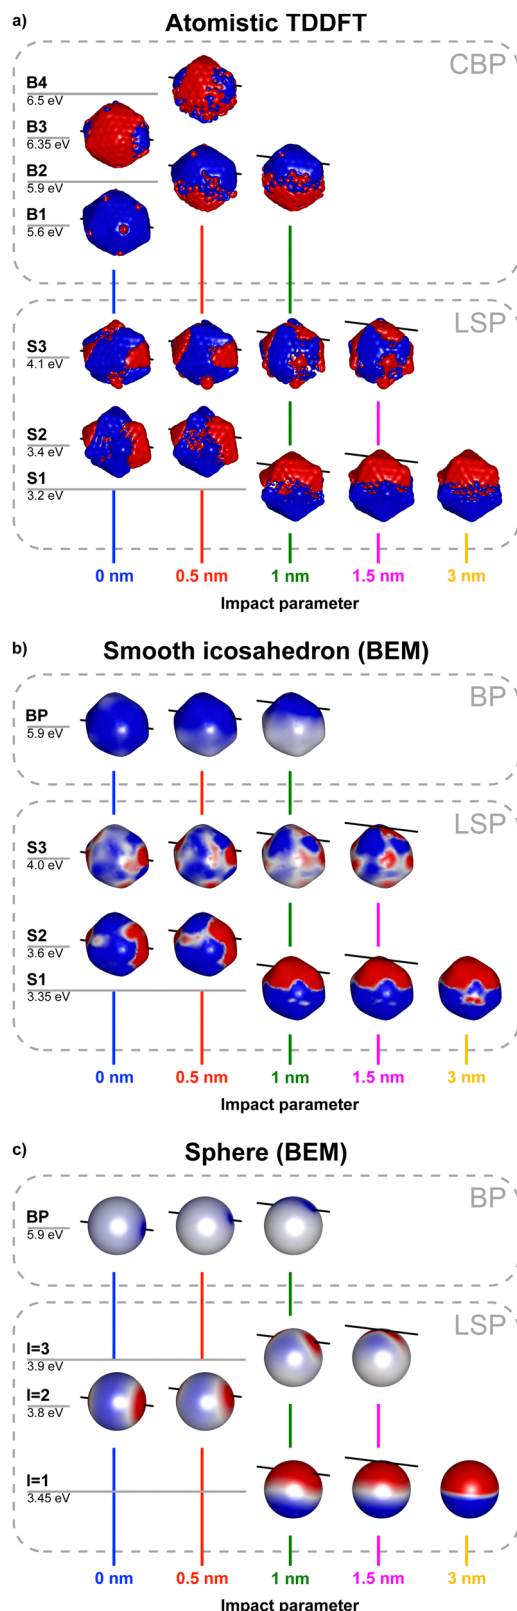 a)
Atomistic TDDFT
CBP
B4
6.5 eV
B3
6.35 eV
B2
5.9 eV
B1
5.6 eV
LSP
S3
4.1 eV
S2
3.4 eV
S1
3.2 eV
0 nm 0.5 nm 1 nm 1.5 nm 3 nm
Impact parameter
b)
Smooth icosahedron (BEM)
BP
BP
5.9 eV
LSP
S3
4.0 eV
S2
3.6 eV
S1
3.35 eV
0 nm 0.5 nm 1 nm 1.5 nm 3 nm
Impact parameter
c)
Sphere (BEM)
BP
BP
5.9 eV
LSP
l=3
3.9 eV
l=2
3.8 eV
l=1
3.45 eV
0 nm 0.5 nm 1 nm 1.5 nm 3 nm
Impact parameter